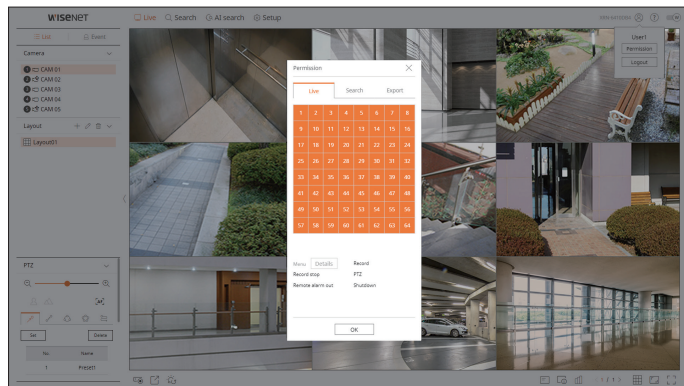 WISENET Live Search AI search Setup
List Event
Camera
1 CAM 01
2 CAM 02
3 CAM 03
4 CAM 04
5 CAM 05
Layout
Layout01
PTZ
Set Delete
No. Name
1 Preset1
Permission
Live Search Export
1 2 3 4 5 6 7 8
9 10 11 12 13 14 15 16
17 18 19 20 21 22 23 24
25 26 27 28 29 30 31 32
33 34 35 36 37 38 39 40
41 42 43 44 45 46 47 48
49 50 51 52 53 54 55 56
57 58 59 60 61 62 63 64
Menu Details Record
Record stop PTZ
Remote alarm out Shutdown
OK
User1
Permission
Logout